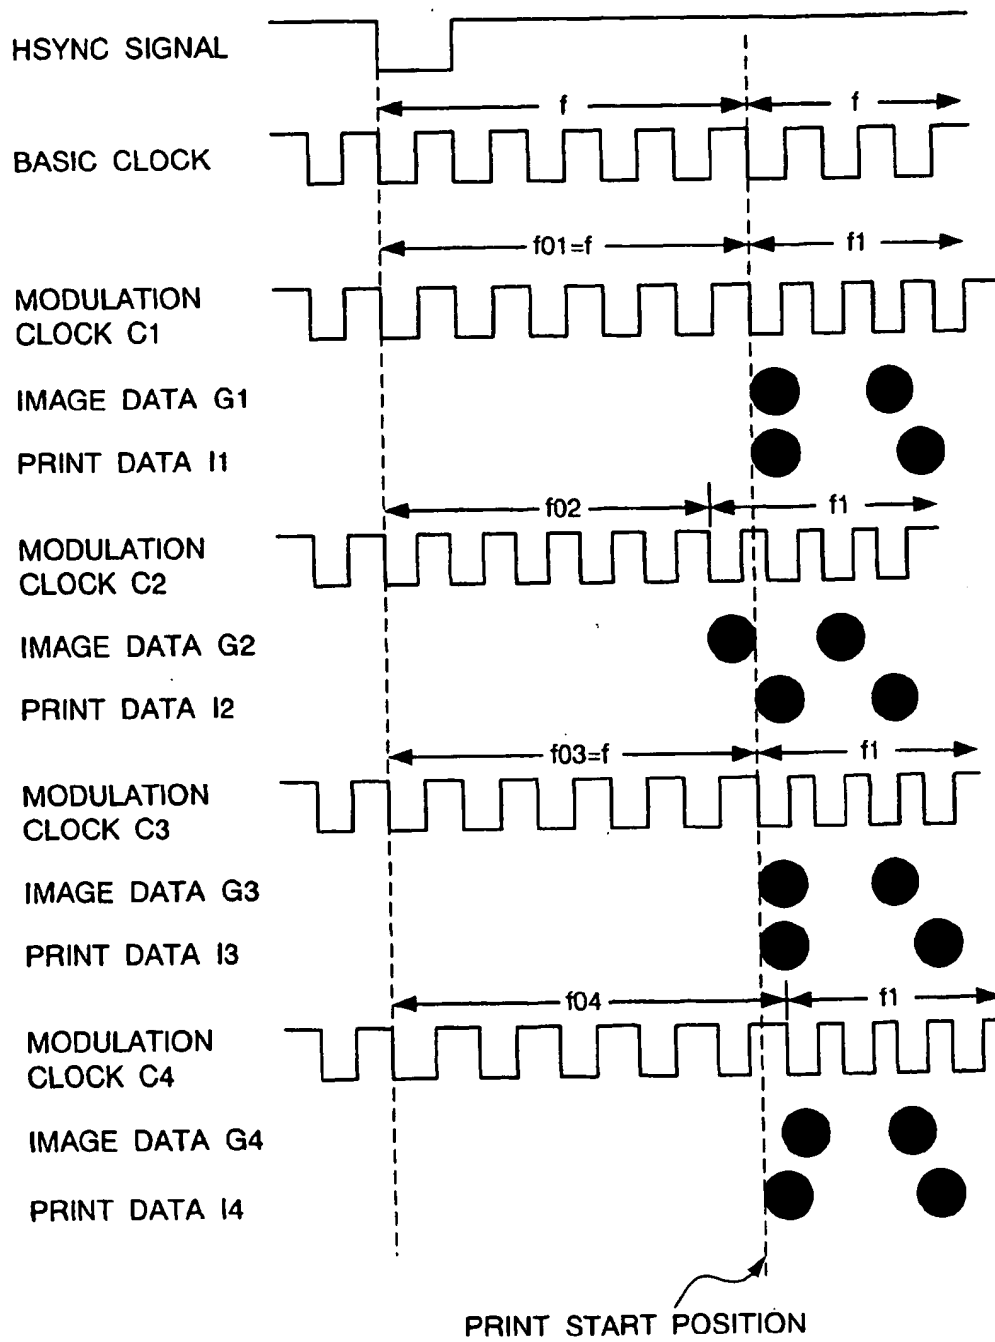 HSYNC SIGNAL
f f
BASIC CLOCK
f01=f f1
MODULATION
CLOCK C1
IMAGE DATA G1
PRINT DATA I1
f02 f1
MODULATION
CLOCK C2
IMAGE DATA G2
PRINT DATA I2
f03=f f1
MODULATION
CLOCK C3
IMAGE DATA G3
PRINT DATA I3
f04 f1
MODULATION
CLOCK C4
IMAGE DATA G4
PRINT DATA I4
PRINT START POSITION